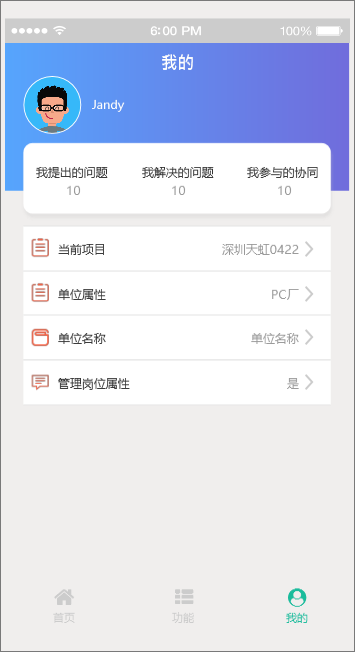 6:00 PM 100%
我的
Jandy
我提出的问题 我解决的问题 我参与的协同
10 10 10
当前项目 深圳天虹0422
单位属性 PC厂
单位名称 单位名称
管理岗位属性 是
首页 功能 我的